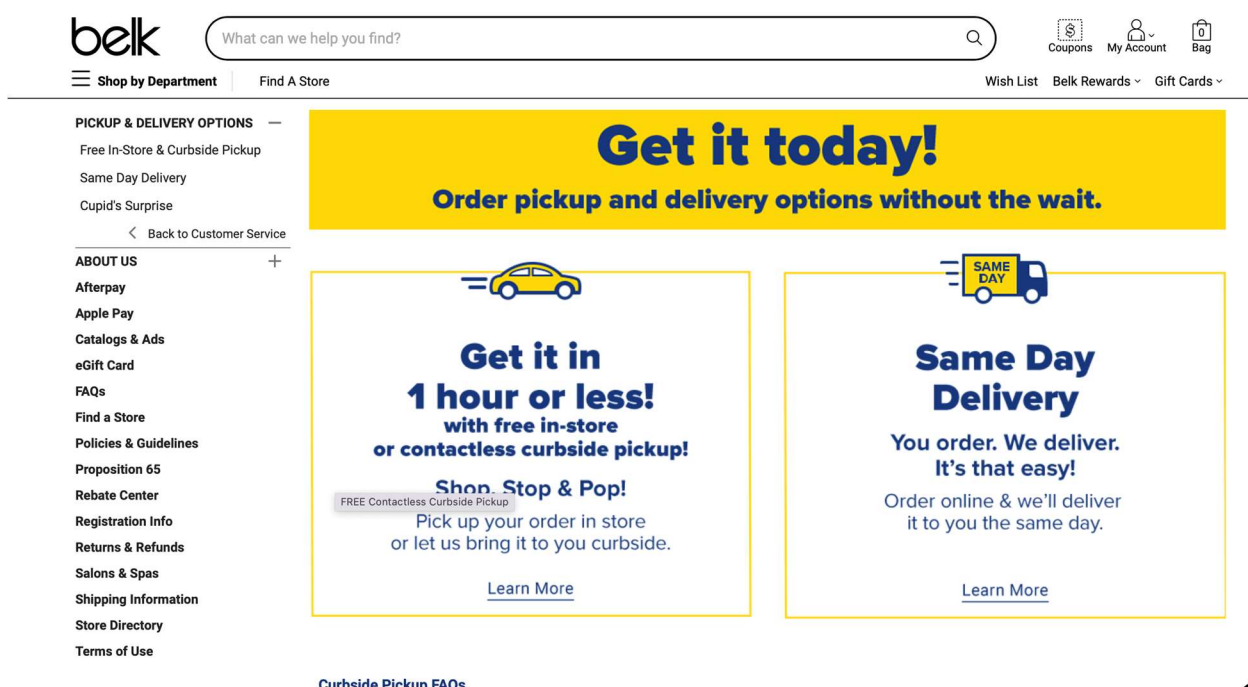 belk
What can we help you find?
Coupons
My Account
0
Bag
Shop by Department
Find A Store
Wish List
Belk Rewards
Gift Cards
PICKUP & DELIVERY OPTIONS
Free In-Store & Curbside Pickup
Same Day Delivery
Cupid's Surprise
Back to Customer Service
ABOUT US
Afterpay
Apple Pay
Catalogs & Ads
eGift Card
FAQs
Find a Store
Policies & Guidelines
Proposition 65
Rebate Center
Registration Info
Returns & Refunds
Salons & Spas
Shipping Information
Store Directory
Terms of Use
Get it today!
Order pickup and delivery options without the wait.
Get it in
1 hour or less!
with free in-store
or contactless curbside pickup!
Shop, Stop & Pop!
FREE Contactless Curbside Pickup
Pick up your order in store
or let us bring it to you curbside.
Learn More
SAME
DAY
Same Day
Delivery
You order. We deliver.
It's that easy!
Order online & we'll deliver
it to you the same day.
Learn More
Curbside Pickup FAQs